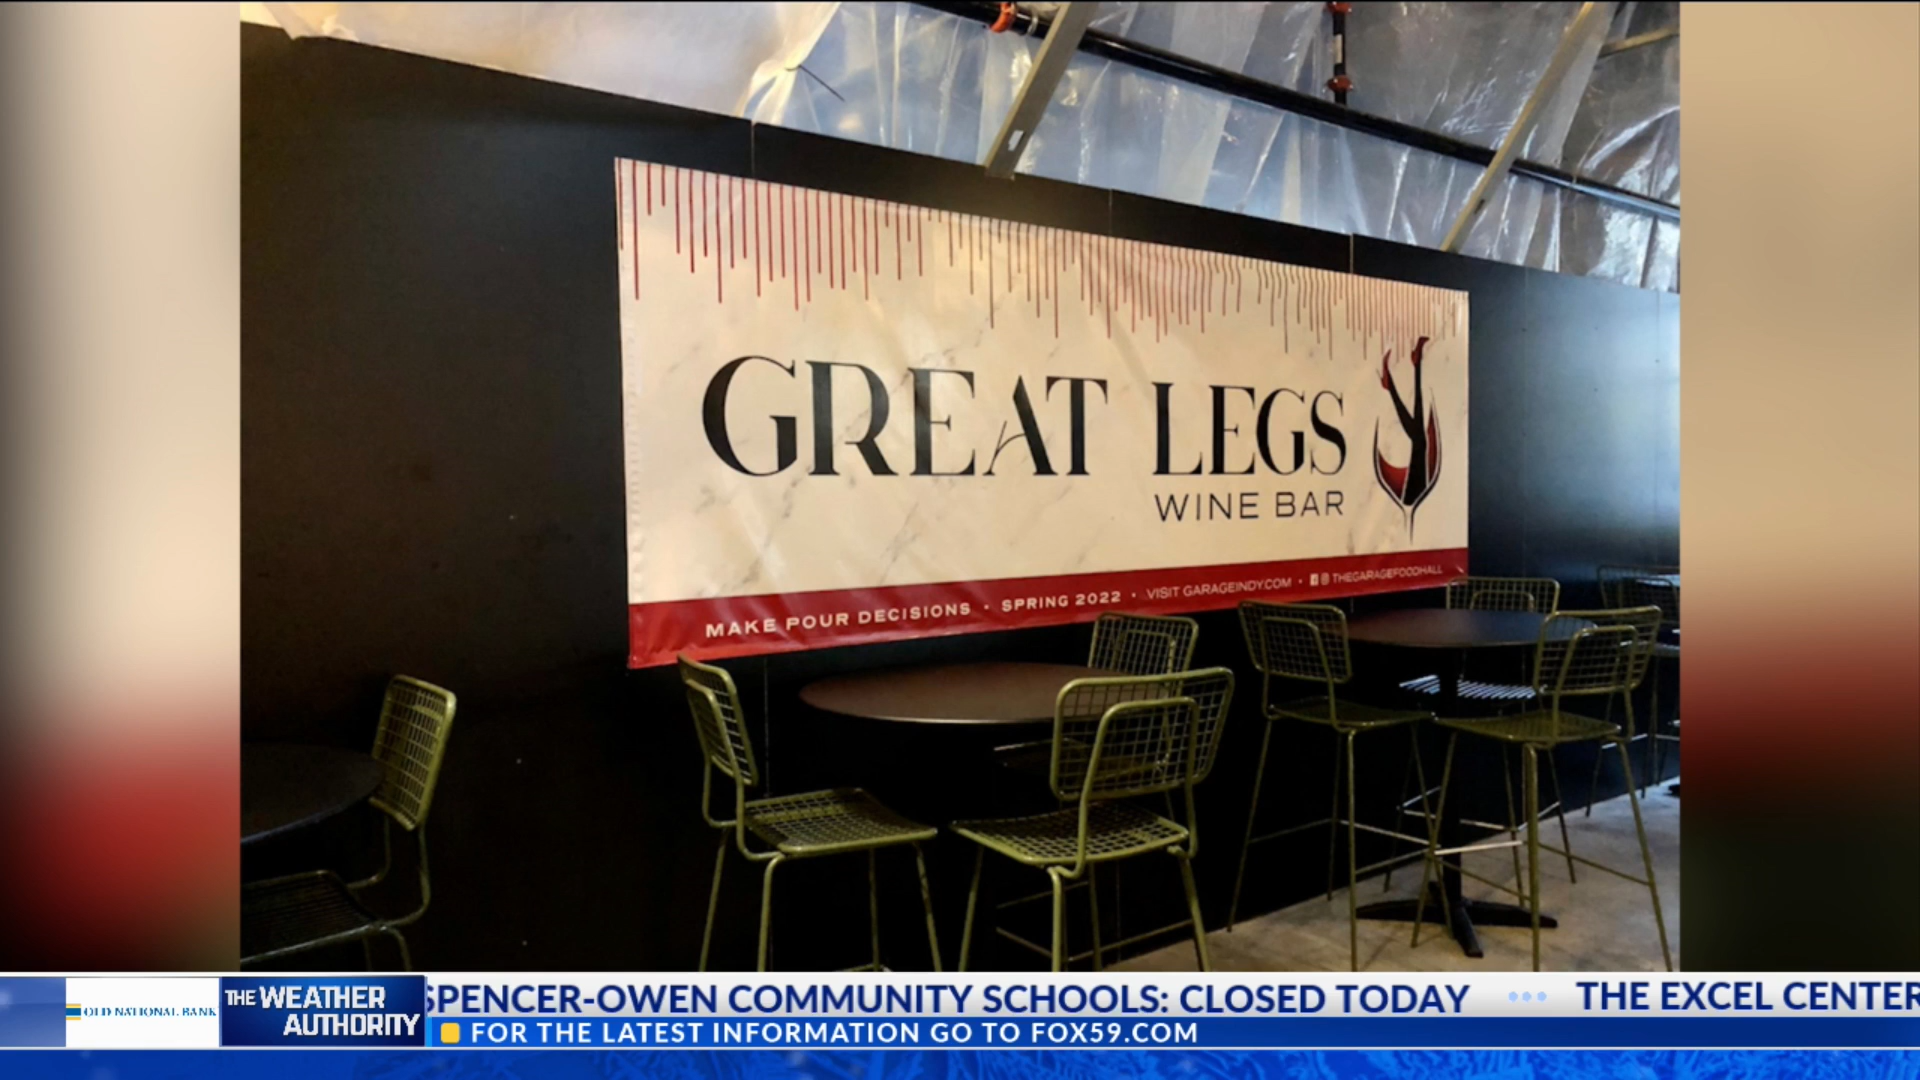 GREAT LEGS
WINE BAR
MAKE POUR DECISIONS • SPRING 2022 • VISIT GARAGEINDY.COM • THEGARAGEFOODHALL
OLD NATIONAL BANK
THE WEATHER
AUTHORITY
SPENCER-OWEN COMMUNITY SCHOOLS: CLOSED TODAY ••• THE EXCEL CENTER
FOR THE LATEST INFORMATION GO TO FOX59.COM